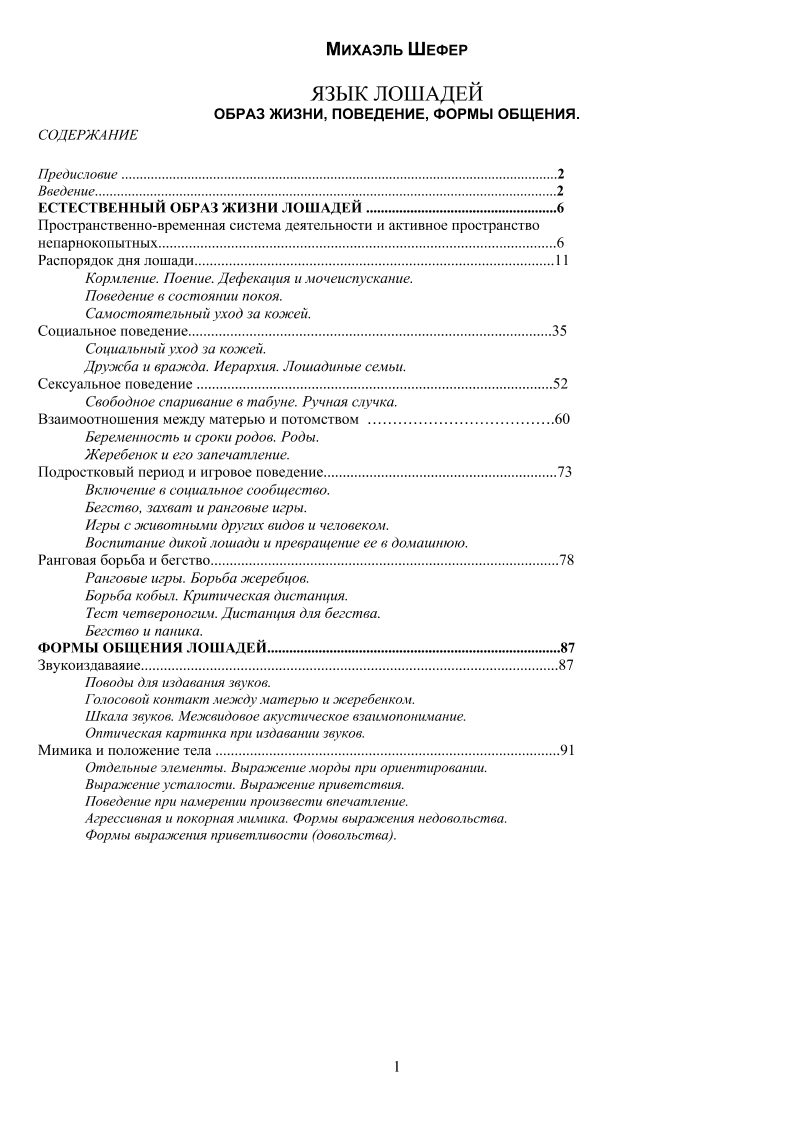 МИХАЭЛЬ ШЕФЕР
ЯЗЫК ЛОШАДЕЙ
ОБРАЗ ЖИЗНИ, ПОВЕДЕНИЕ, ФОРМЫ ОБЩЕНИЯ.
СОДЕРЖАНИЕ
Предисловие ........................................................................................................................2
Введение..............................................................................................................................2
ЕСТЕСТВЕННЫЙ ОБРАЗ ЖИЗНИ ЛОШАДЕЙ ....................................................6
Пространственно-временная система деятельности и активное пространство
непарнокопытных............................................................................................................6
Распорядок дня лошади..................................................................................................11
Кормление. Поение. Дефекация и мочеиспускание.
Поведение в состоянии покоя.
Самостоятельный уход за кожей.
Социальное поведение...................................................................................................35
Социальный уход за кожей.
Дружба и вражда. Иерархия. Лошадиные семьи.
Сексуальное поведение .................................................................................................52
Свободное спаривание в табуне. Ручная случка.
Взаимоотношения между матерью и потомством ……………………………….60
Беременность и сроки родов. Роды.
Жеребенок и его запечатление.
Подростковый период и игровое поведение...............................................................73
Включение в социальное сообщество.
Бегство, захват и ранговые игры.
Игры с животными других видов и человеком.
Воспитание дикой лошади и превращение ее в домашнюю.
Ранговая борьба и бегство...............................................................................................78
Ранговые игры. Борьба жеребцов.
Борьба кобыл. Критическая дистанция.
Тест четвероногим. Дистанция для бегства.
Бегство и паника.
ФОРМЫ ОБЩЕНИЯ ЛОШАДЕЙ................................................................................87
Звукоиздаваяие..................................................................................................................87
Поводы для издавания звуков.
Голосовой контакт между матерью и жеребенком.
Шкала звуков. Межвидовое акустическое взаимопонимание.
Оптическая картинка при издавании звуков.
Мимика и положение тела ..............................................................................................91
Отдельные элементы. Выражение морды при ориентировании.
Выражение усталости. Выражение приветствия.
Поведение при намерении произвести впечатление.
Агрессивная и покорная мимика. Формы выражения недовольства.
Формы выражения приветливости (довольства).
1